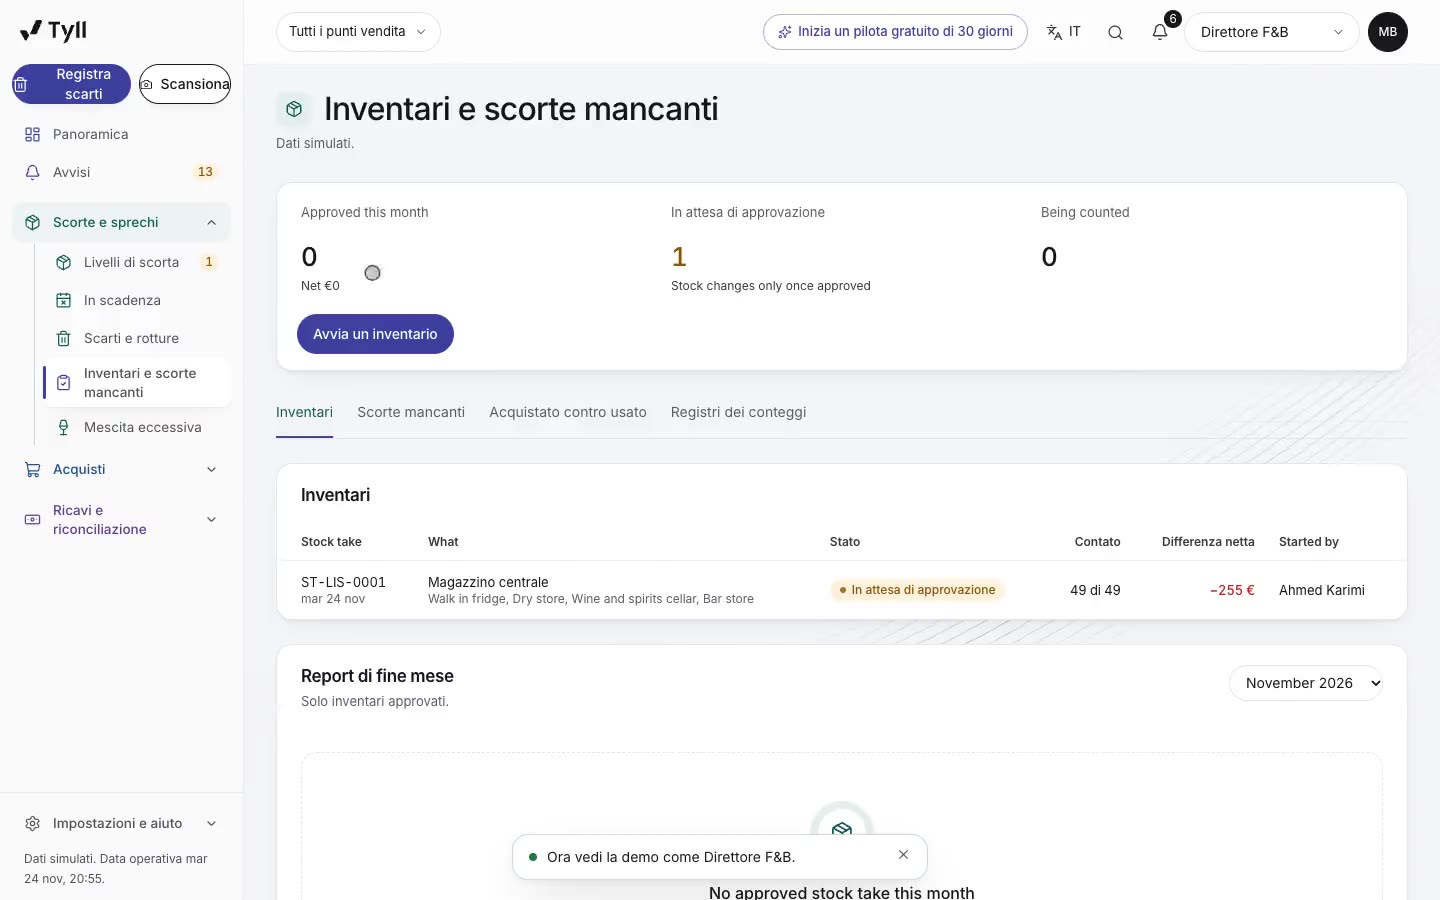 Tyll
Tutti i punti vendita
Inizia un pilota gratuito di 30 giorni
IT
6
Direttore F&B
MB
Registra scarti
Scansiona
Panoramica
Avvisi
13
Scorte e sprechi
Livelli di scorta
1
In scadenza
Scarti e rotture
Inventari e scorte
mancanti
Mescita eccessiva
Acquisti
Ricavi e
riconciliazione
Impostazioni e aiuto
Dati simulati. Data operativa mar
24 nov, 20:55.
Inventari e scorte mancanti
Dati simulati.
Approved this month
In attesa di approvazione
Being counted
0
1
0
Net €0
Stock changes only once approved
Avvia un inventario
Inventari
Scorte mancanti
Acquistato contro usato
Registri dei conteggi
Inventari
Stock take
What
Stato
Contato
Differenza netta
Started by
ST-LIS-0001
Magazzino centrale
In attesa di approvazione
49 di 49
−255 €
Ahmed Karimi
mar 24 nov
Walk in fridge, Dry store, Wine and spirits cellar, Bar store
Report di fine mese
Solo inventari approvati.
November 2026
Ora vedi la demo come Direttore F&B.
No approved stock take this month